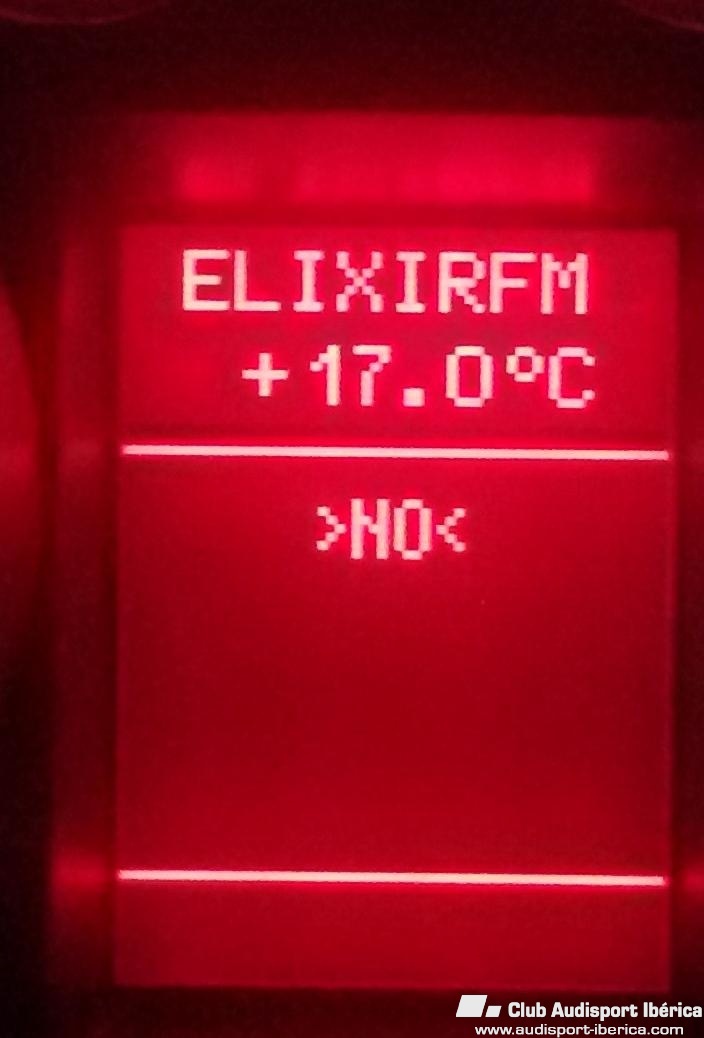 ELIXIRFM
+17.0°C
>NO<
Club Audisport Ibérica
www.audisport-iberica.com